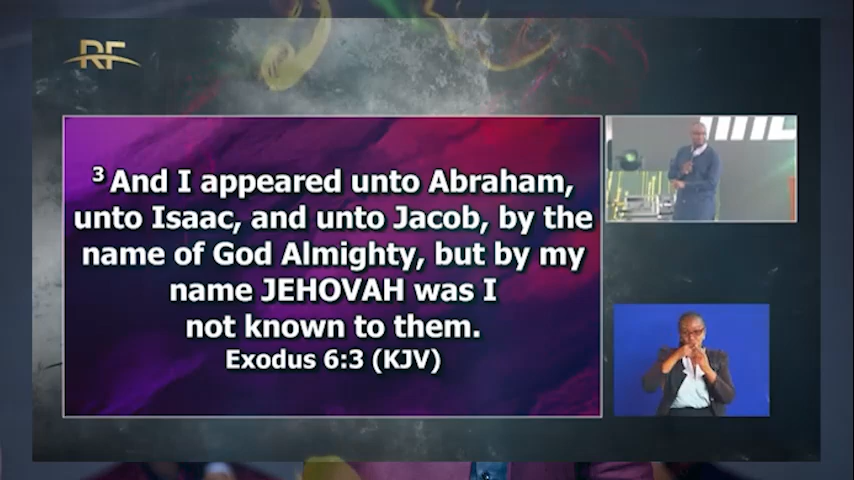 RF
³ And I appeared unto Abraham,
unto Isaac, and unto Jacob, by the
name of God Almighty, but by my
name JEHOVAH was I
not known to them.
Exodus 6:3 (KJV)